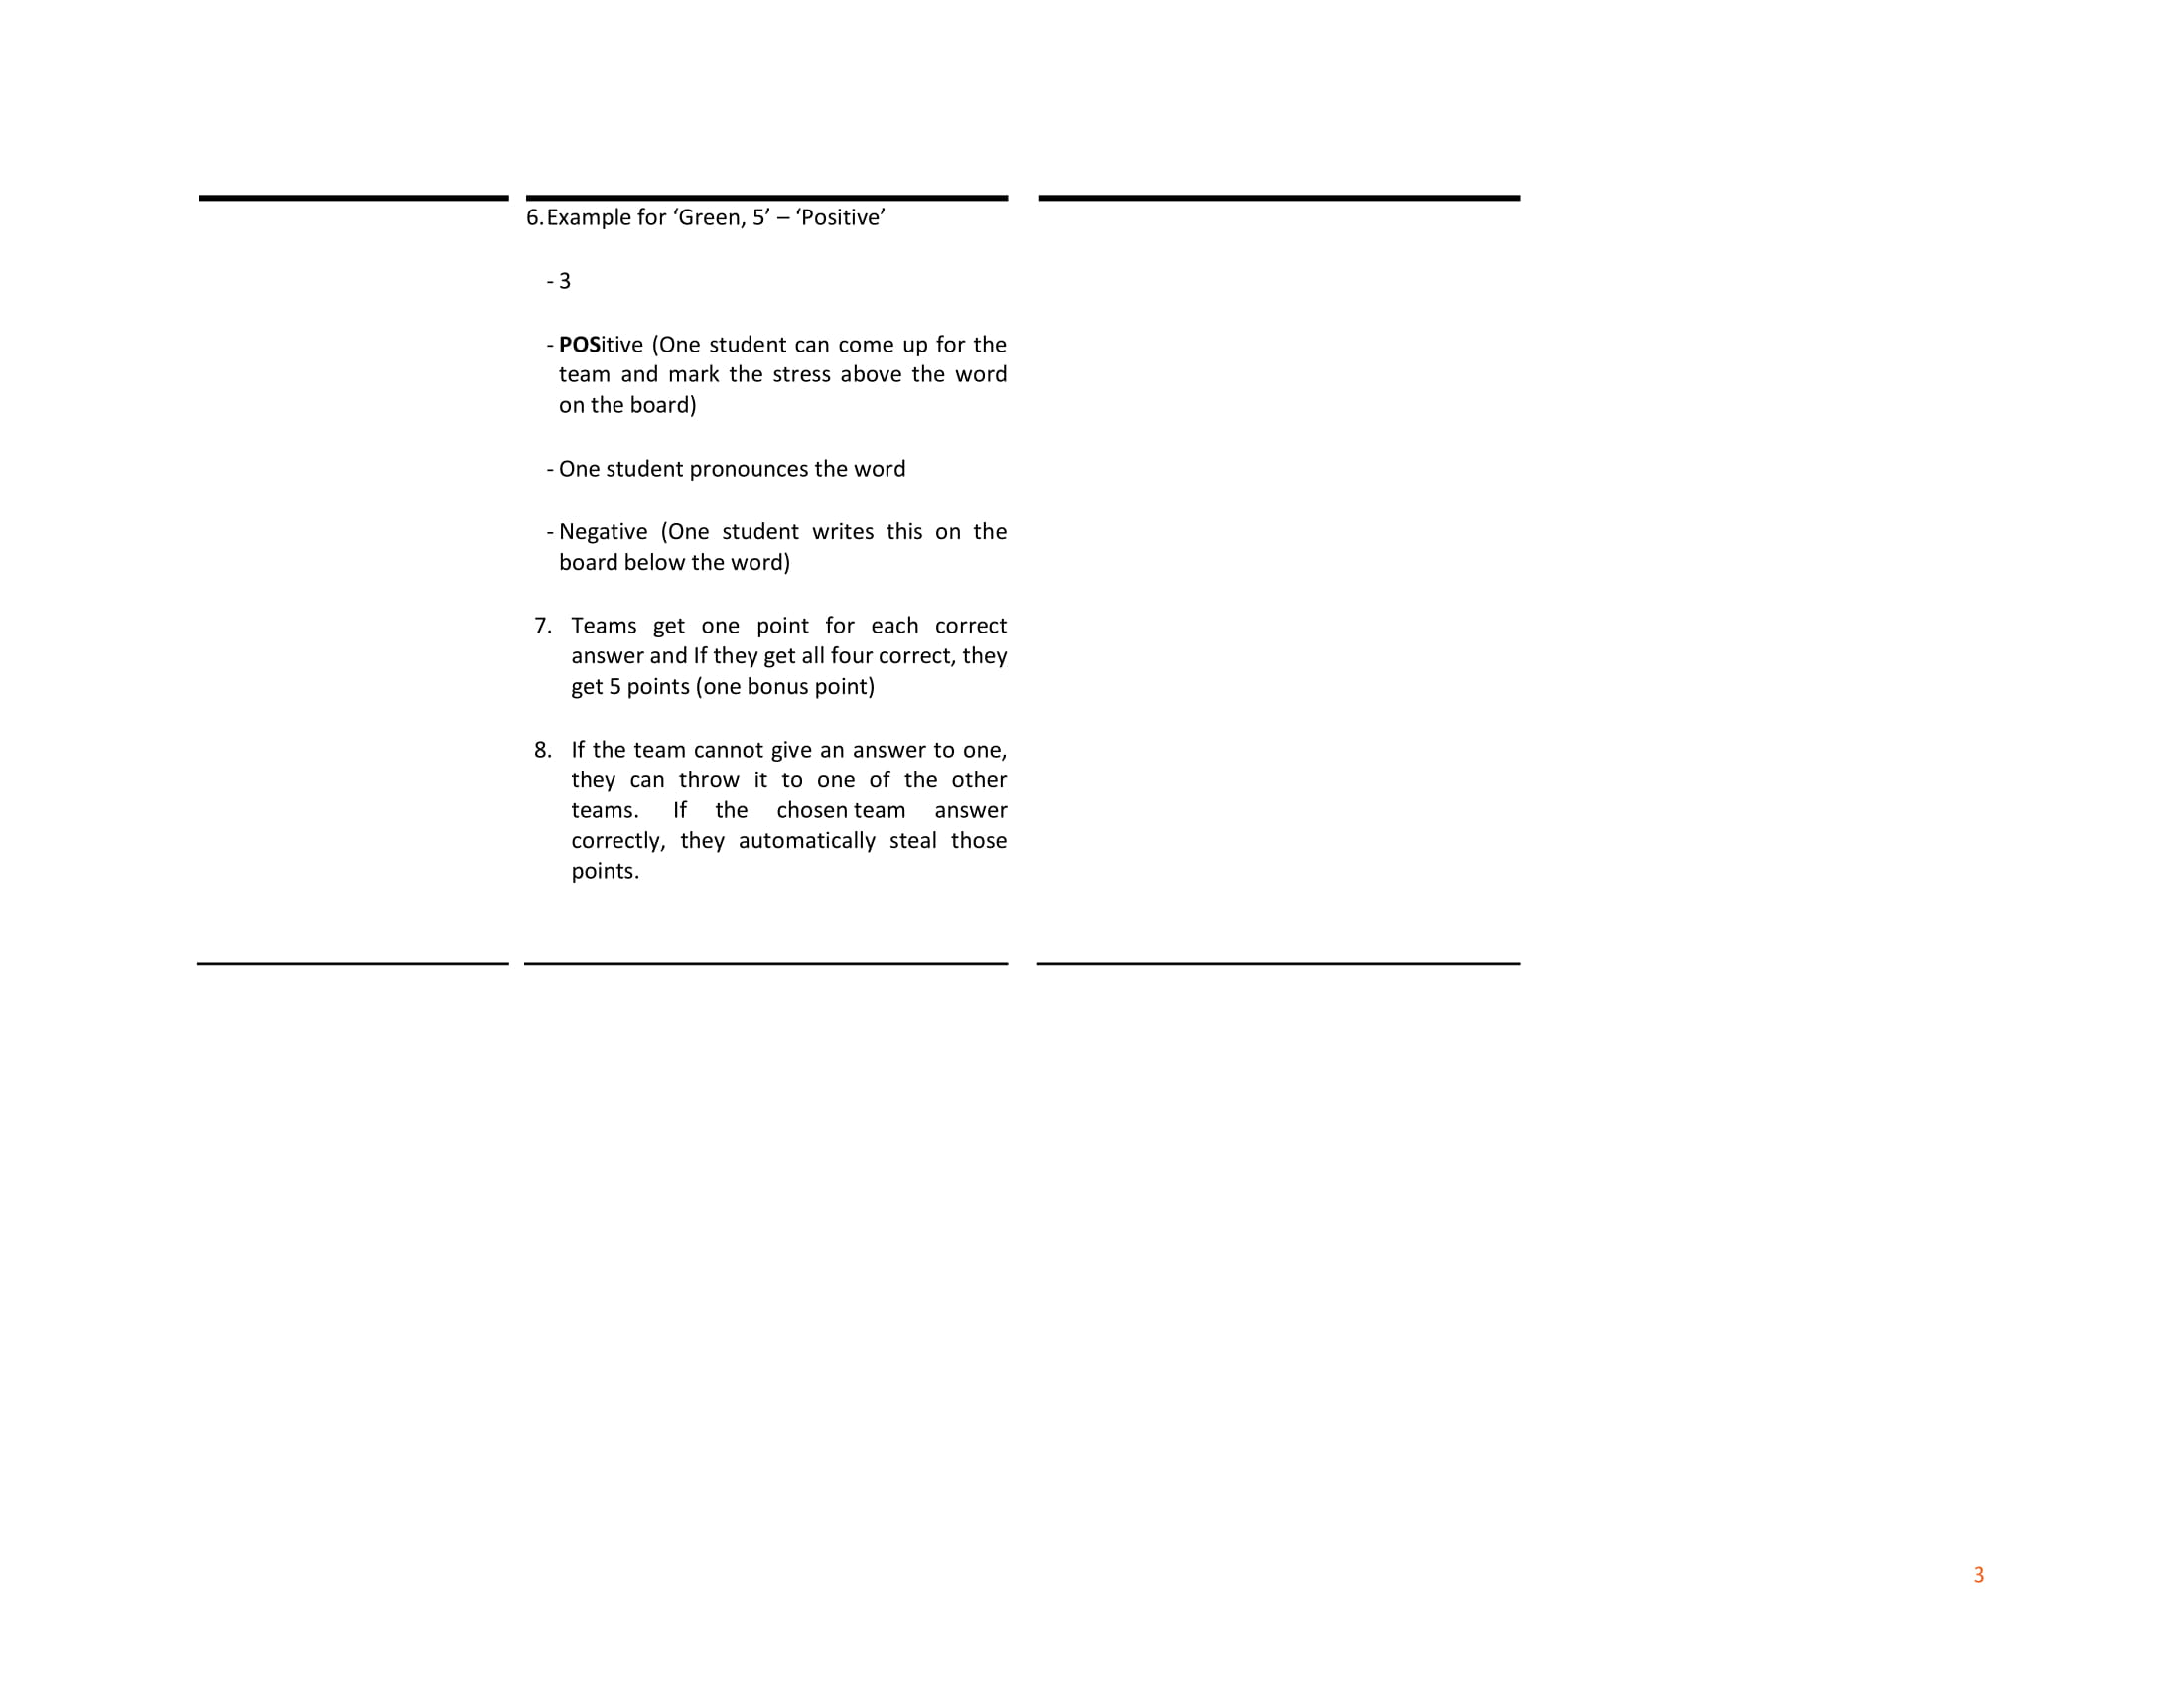 6. Example for ‘Green, 5’ – ‘Positive’
- 3
- POSitive (One student can come up for the
team and mark the stress above the word
on the board)
- One student pronounces the word
- Negative (One student writes this on the
board below the word)
7. Teams get one point for each correct
answer and If they get all four correct, they
get 5 points (one bonus point)
8. If the team cannot give an answer to one,
they can throw it to one of the other
teams. If the chosen team answer
correctly, they automatically steal those
points.
3